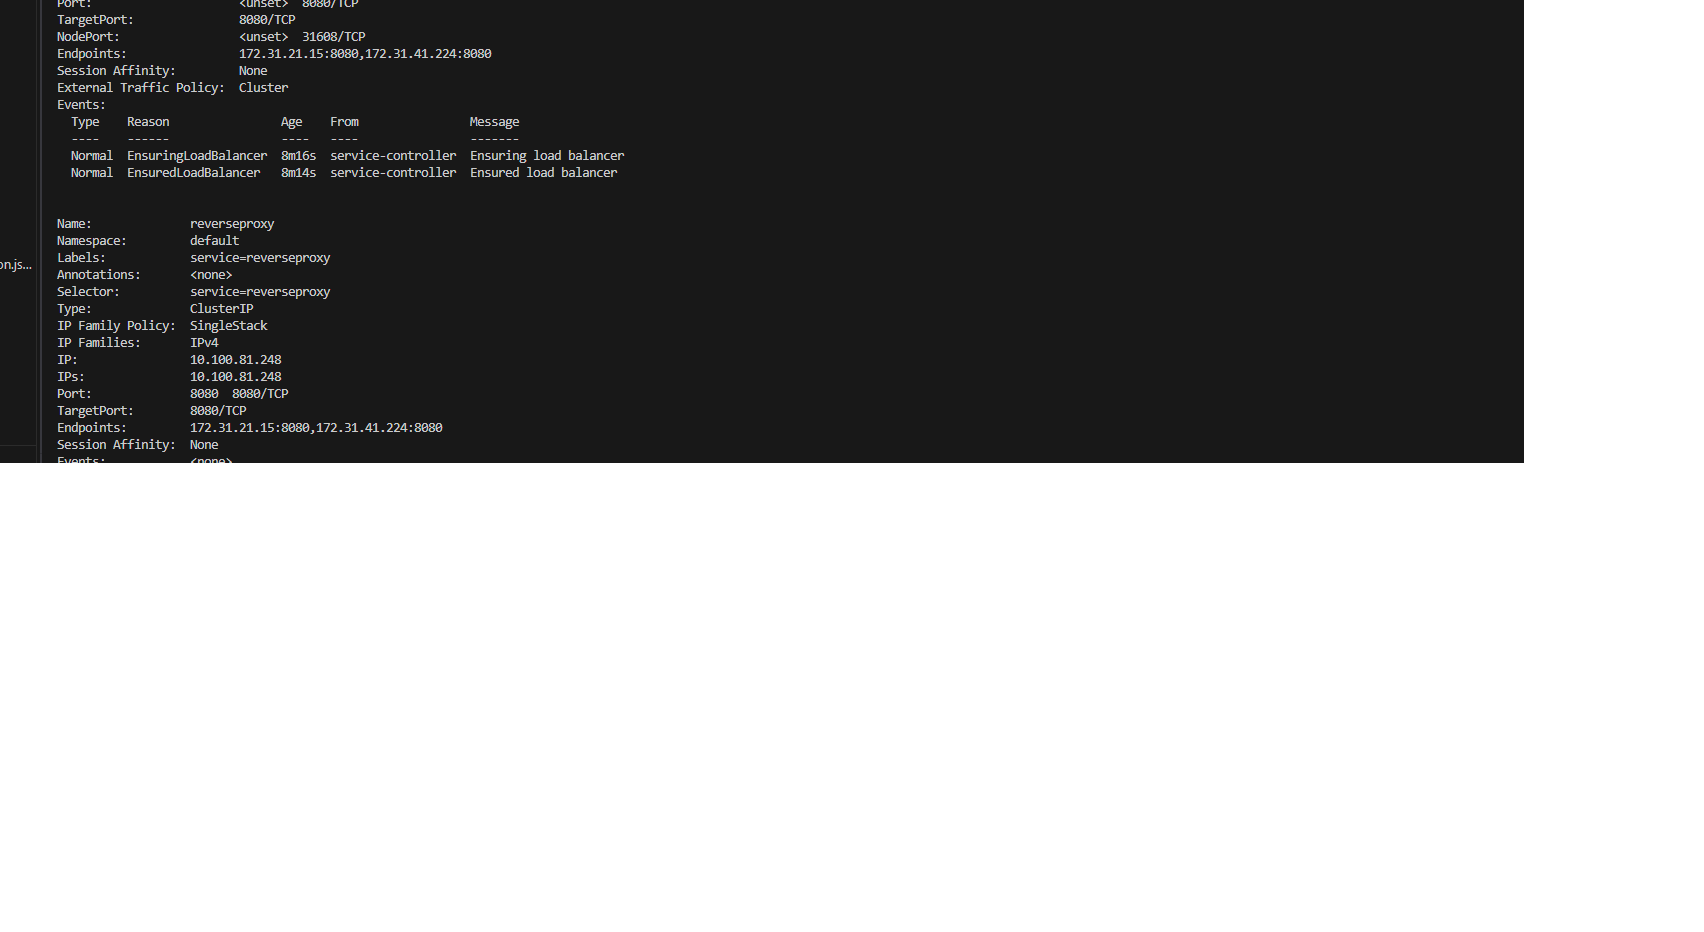 Port:                     <unset>  8080/TCP
TargetPort:               8080/TCP
NodePort:                 <unset>  31608/TCP
Endpoints:                172.31.21.15:8080,172.31.41.224:8080
Session Affinity:         None
External Traffic Policy:  Cluster
Events:
  Type    Reason                Age    From                Message
  ----    ------                ----   ----                -------
  Normal  EnsuringLoadBalancer  8m16s  service-controller  Ensuring load balancer
  Normal  EnsuredLoadBalancer   8m14s  service-controller  Ensured load balancer
Name:              reverseproxy
Namespace:         default
Labels:            service=reverseproxy
on.js...
Annotations:       <none>
Selector:          service=reverseproxy
Type:              ClusterIP
IP Family Policy:  SingleStack
IP Families:       IPv4
IP:                10.100.81.248
IPs:               10.100.81.248
Port:              8080  8080/TCP
TargetPort:        8080/TCP
Endpoints:         172.31.21.15:8080,172.31.41.224:8080
Session Affinity:  None
Events:            <none>